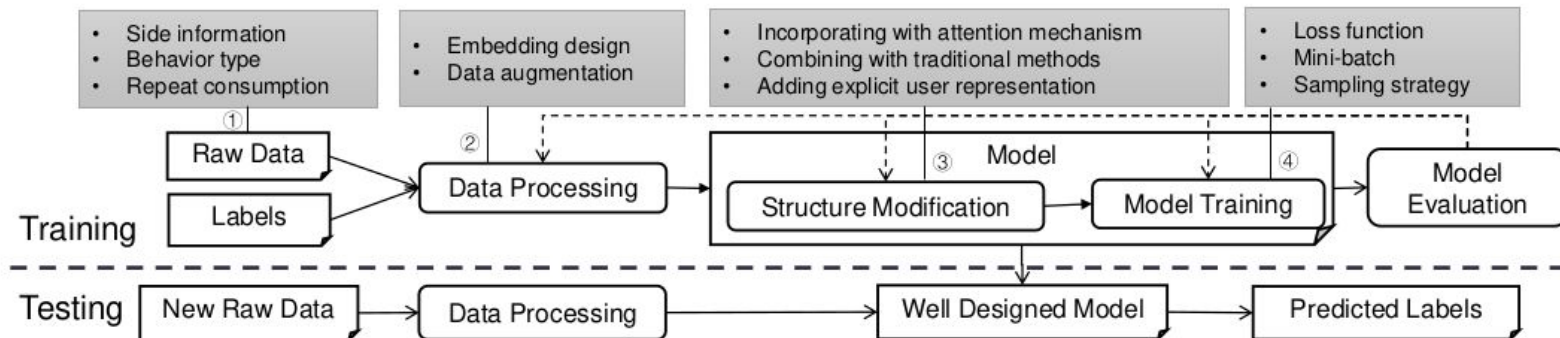 • Side information
• Behavior type
• Repeat consumption
• Embedding design
• Data augmentation
• Incorporating with attention mechanism
• Combining with traditional methods
• Adding explicit user representation
• Loss function
• Mini-batch
• Sampling strategy
①
②
③
④
Raw Data
Labels
Data Processing
Model
Structure Modification
Model Training
Model
Evaluation
Training
Testing
New Raw Data
Data Processing
Well Designed Model
Predicted Labels